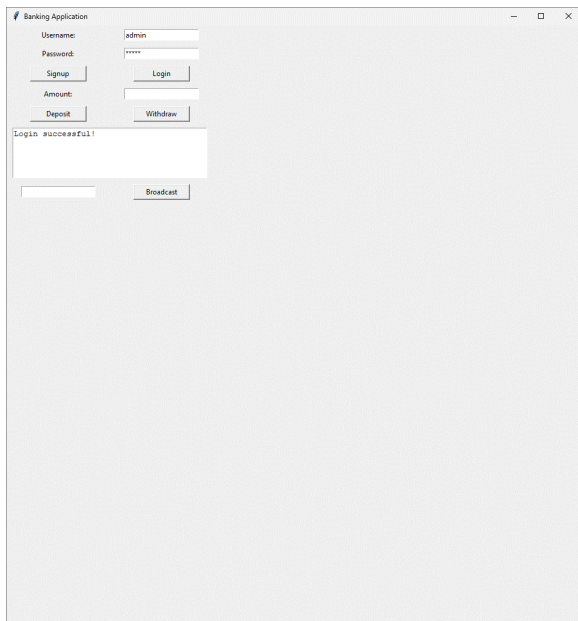 Banking Application
Username: admin
Password: *****
Signup Login
Amount:
Deposit Withdraw
Login successful!
Broadcast